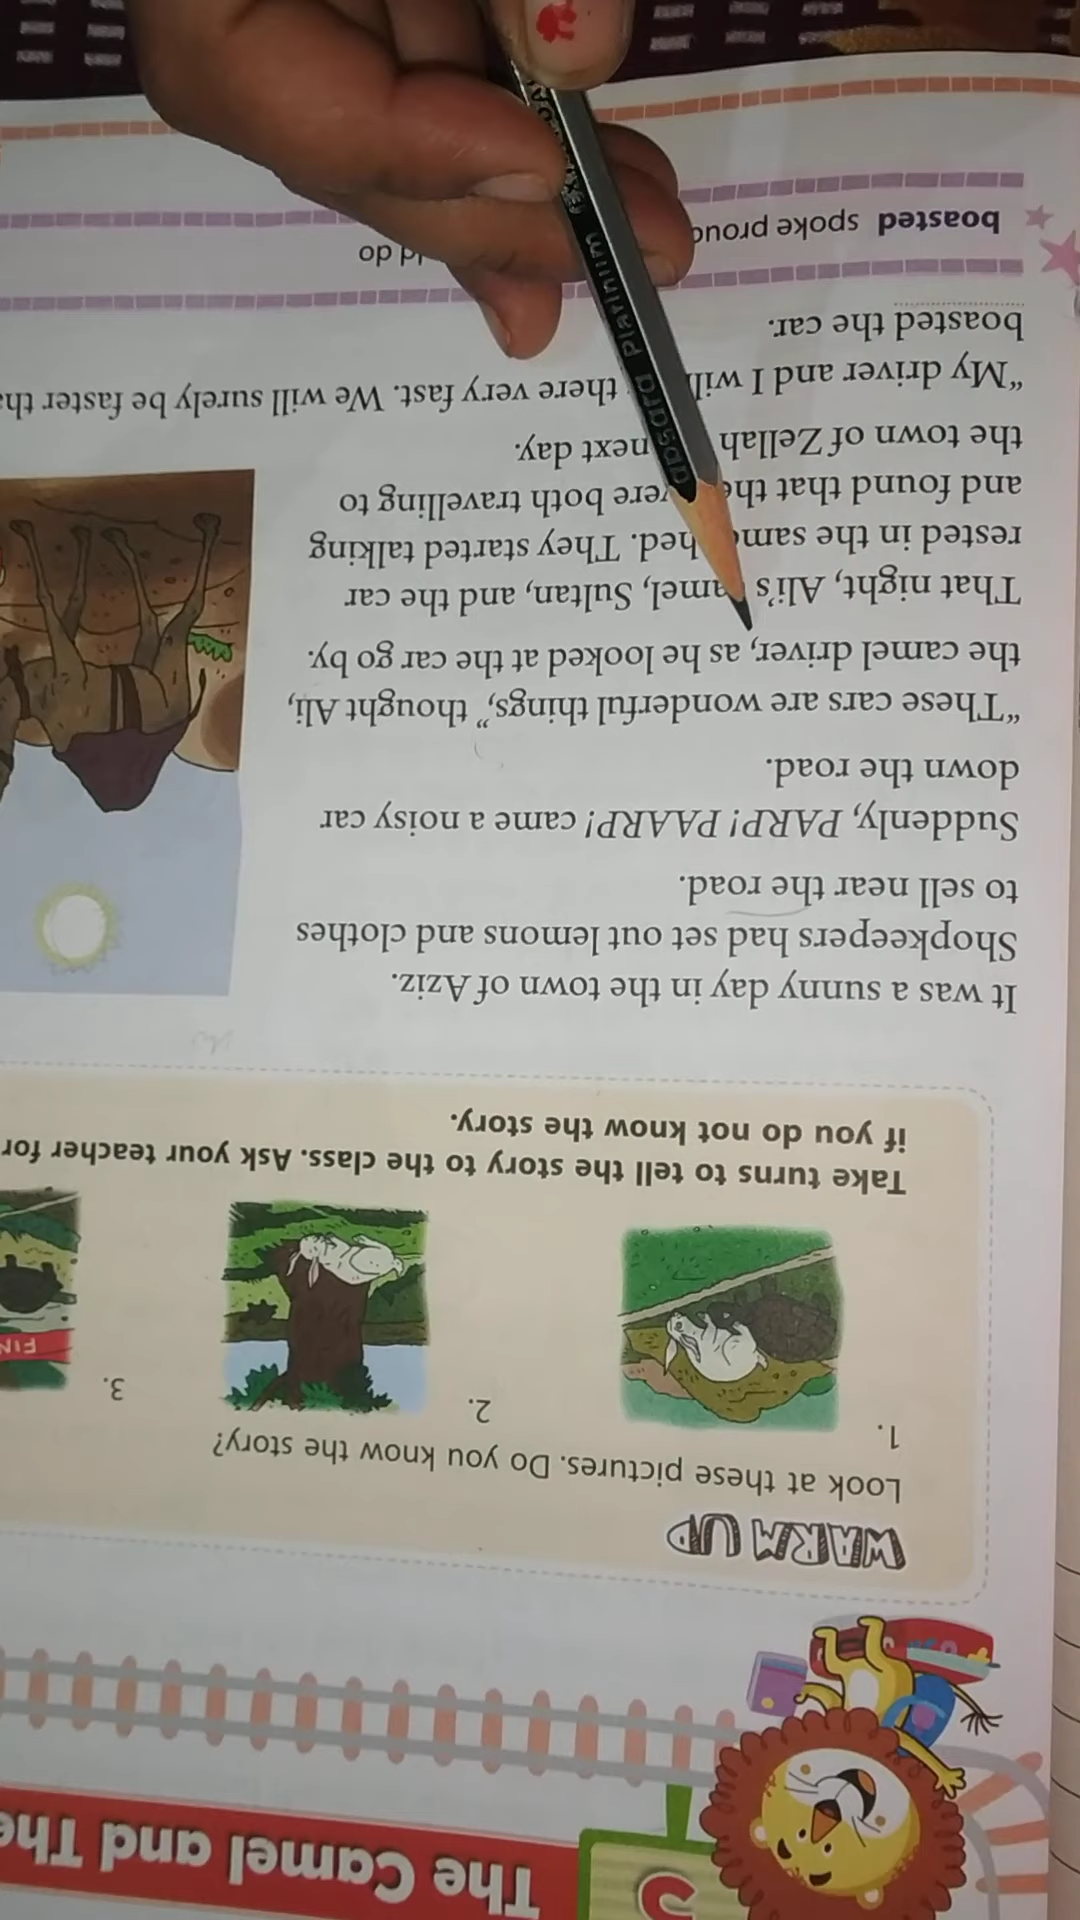 The Camel and The
WARM UP
Look at these pictures. Do you know the story?
1.
2.
3.
Take turns to tell the story to the class. Ask your teacher for
if you do not know the story.
It was a sunny day in the town of Aziz.
Shopkeepers had set out lemons and clothes
to sell near the road.
Suddenly, PARP! PAARP! came a noisy car
down the road.
“These cars are wonderful things,” thought Ali,
the camel driver, as he looked at the car go by.
That night, Ali’s camel, Sultan, and the car
rested in the same shed. They started talking
and found that they were both travelling to
the town of Zellah next day.
“My driver and I will there very fast. We will surely be faster
boasted the car.
boasted spoke do
apsara Platinum